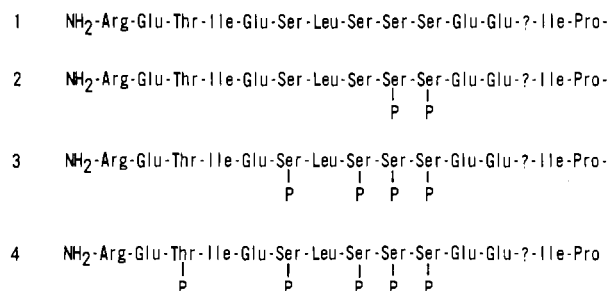 1 NH2-Arg-Glu-Thr-Ile-Glu-Ser-Leu-Ser-Ser-Ser-Glu-Glu-?-Ile-Pro-
2 NH2-Arg-Glu-Thr-Ile-Glu-Ser-Leu-Ser-Ser-Ser-Glu-Glu-?-Ile-Pro-
P P
3 NH2-Arg-Glu-Thr-Ile-Glu-Ser-Leu-Ser-Ser-Ser-Glu-Glu-?-Ile-Pro-
P P P P
4 NH2-Arg-Glu-Thr-Ile-Glu-Ser-Leu-Ser-Ser-Ser-Glu-Glu-?-Ile-Pro
P P P P P